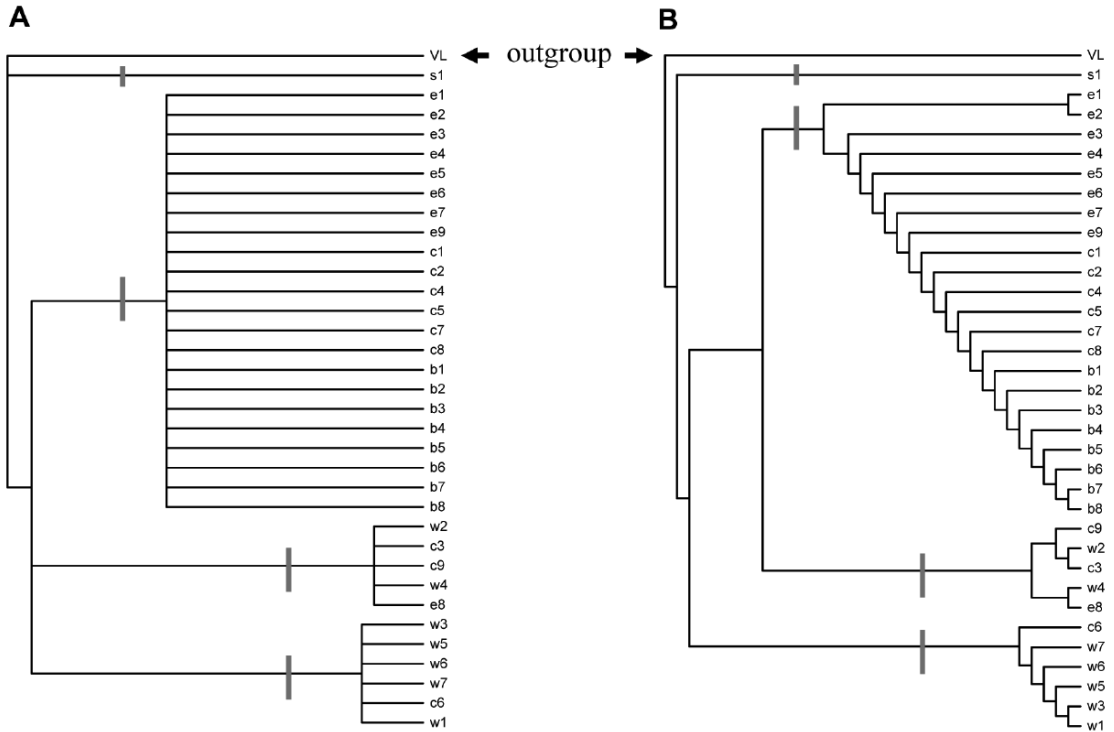 A
B
outgroup
VL
s1
e1
e2
e3
e4
e5
e6
e7
e9
c1
c2
c4
c5
c7
c8
b1
b2
b3
b4
b5
b6
b7
b8
w2
c3
c9
w4
e8
w3
w5
w6
w7
c6
w1
VL
s1
e1
e2
e3
e4
e5
e6
e7
e9
c1
c2
c4
c5
c7
c8
b1
b2
b3
b4
b5
b6
b7
b8
c9
w2
c3
w4
e8
c6
w7
w6
w5
w3
w1